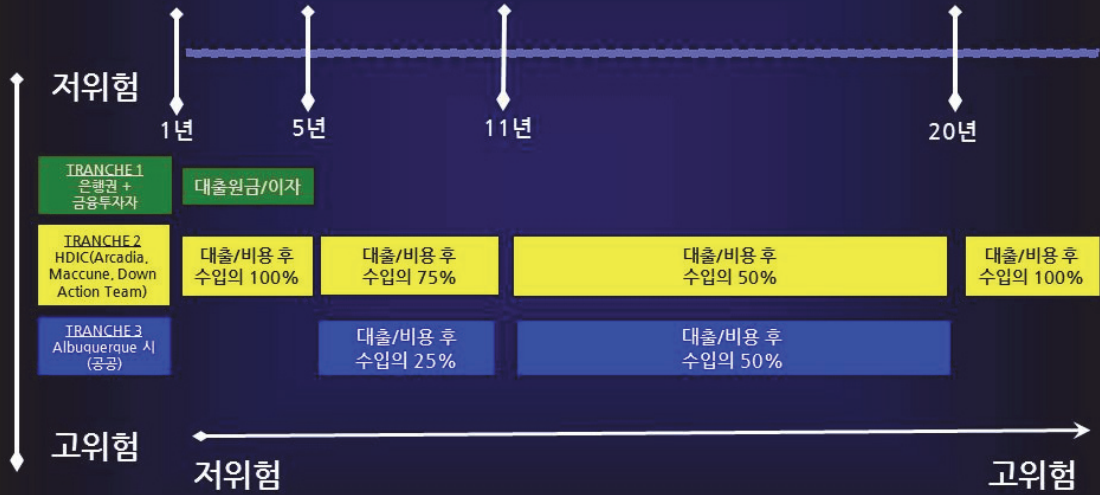 저위험
1년
5년
11년
20년
TRANCHE 1
은행권 +
금융투자자
대출원금/이자
TRANCHE 2
HDIC(Arcadia,
Maccune, Down
Action Team)
대출/비용 후
수입의 100%
대출/비용 후
수입의 75%
대출/비용 후
수입의 50%
대출/비용 후
수입의 100%
TRANCHE 3
Albuquerque 시
(공공)
대출/비용 후
수입의 25%
대출/비용 후
수입의 50%
고위험
저위험
고위험